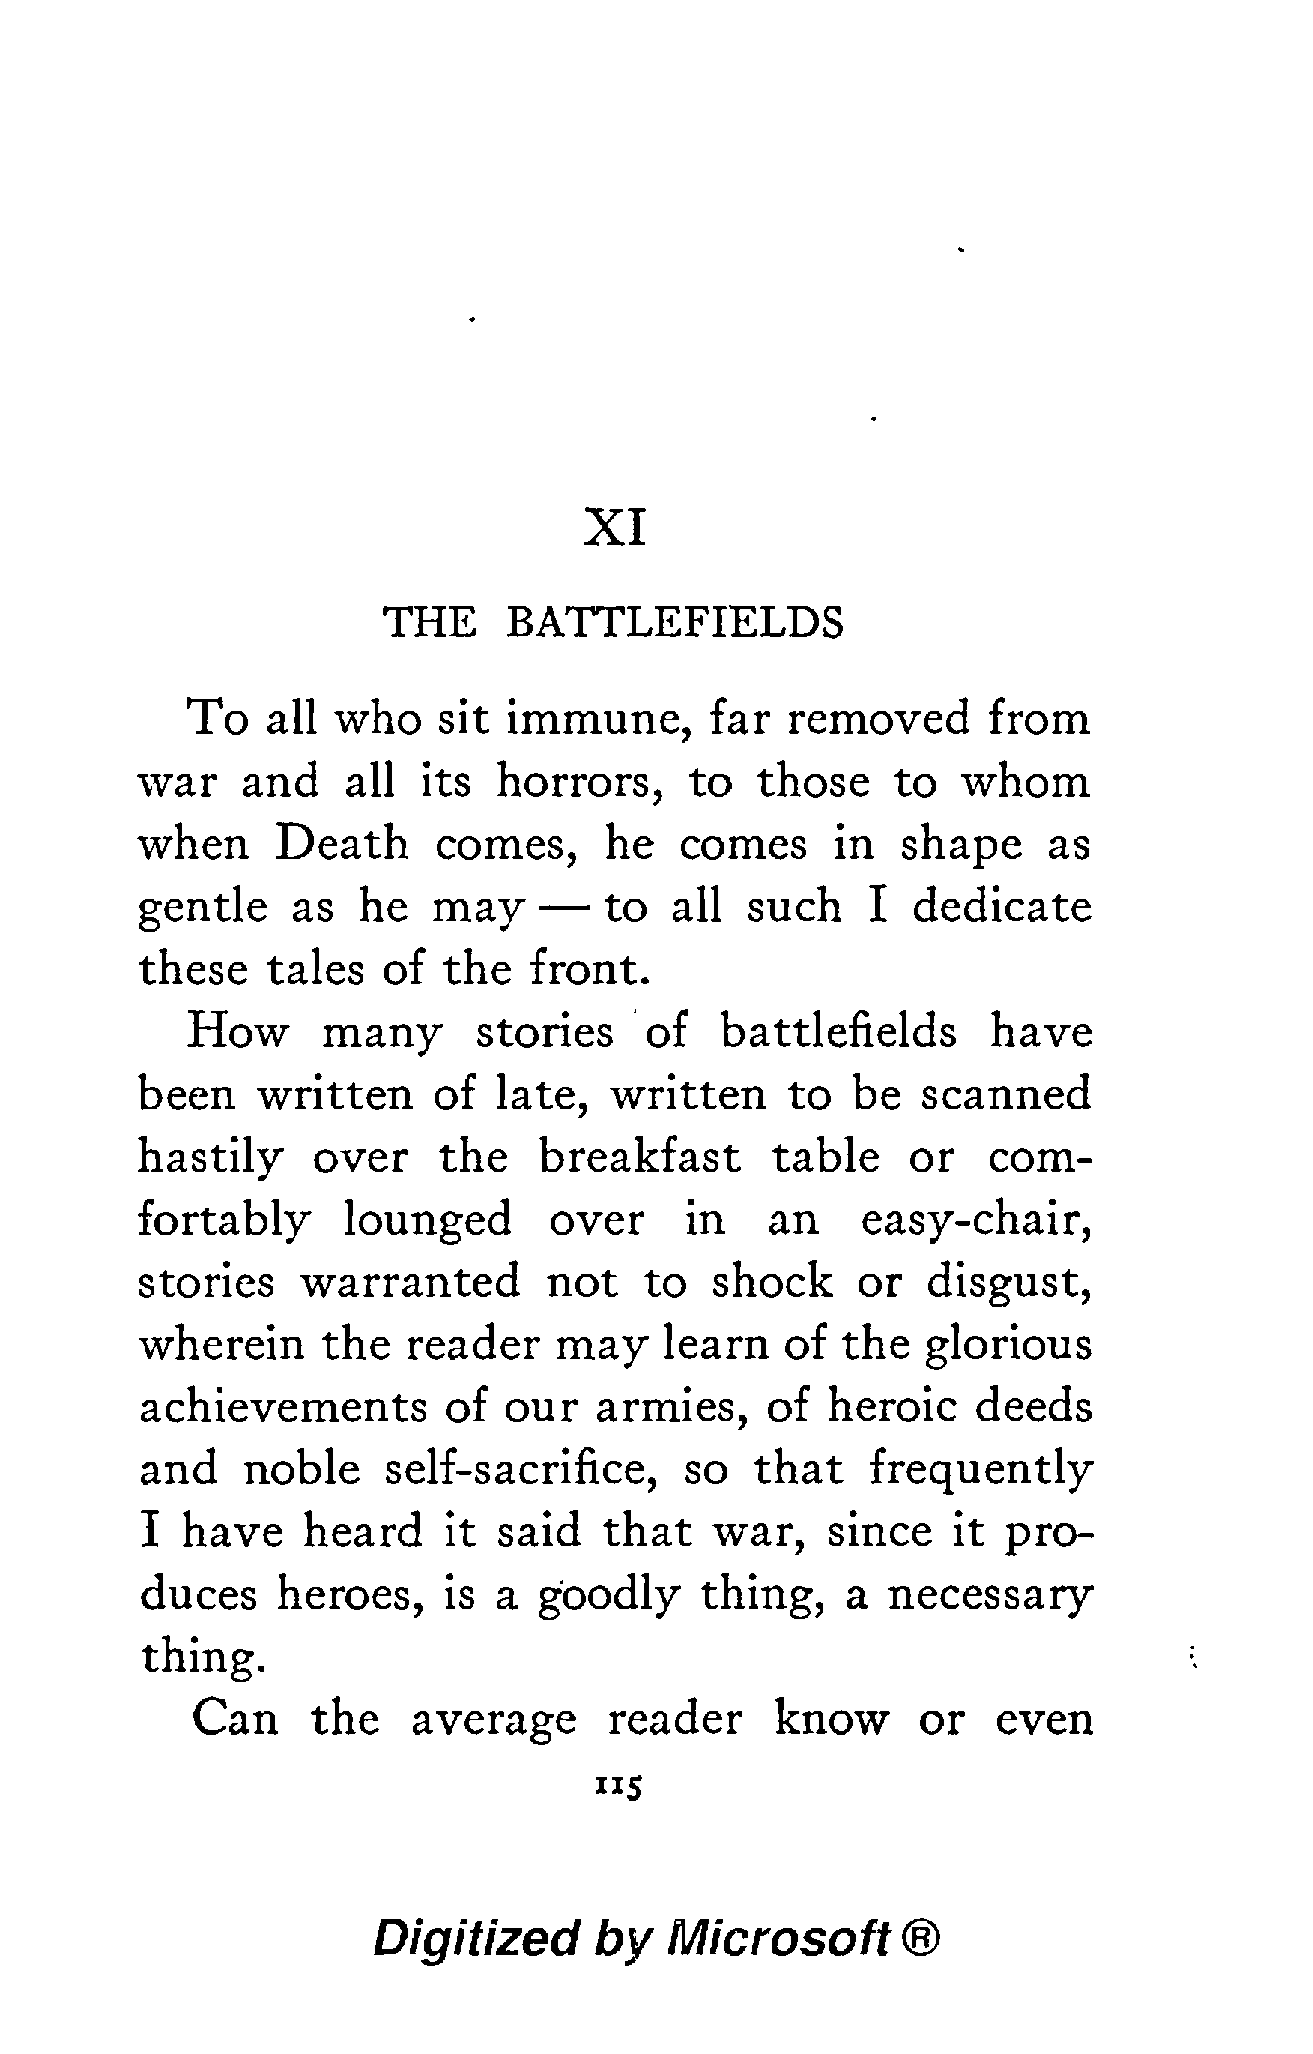 XI
THE BATTLEFIELDS
To all who sit immune, far removed from
war and all its horrors, to those to whom
when Death comes, he comes in shape as
gentle as he may — to all such I dedicate
these tales of the front.
How many stories of battlefields have
been written of late, written to be scanned
hastily over the breakfast table or com-
fortably lounged over in an easy-chair,
stories warranted not to shock or disgust,
wherein the reader may learn of the glorious
achievements of our armies, of heroic deeds
and noble self-sacrifice, so that frequently
I have heard it said that war, since it pro-
duces heroes, is a goodly thing, a necessary
thing.
Can the average reader know or even
115
Digitized by Microsoft ®